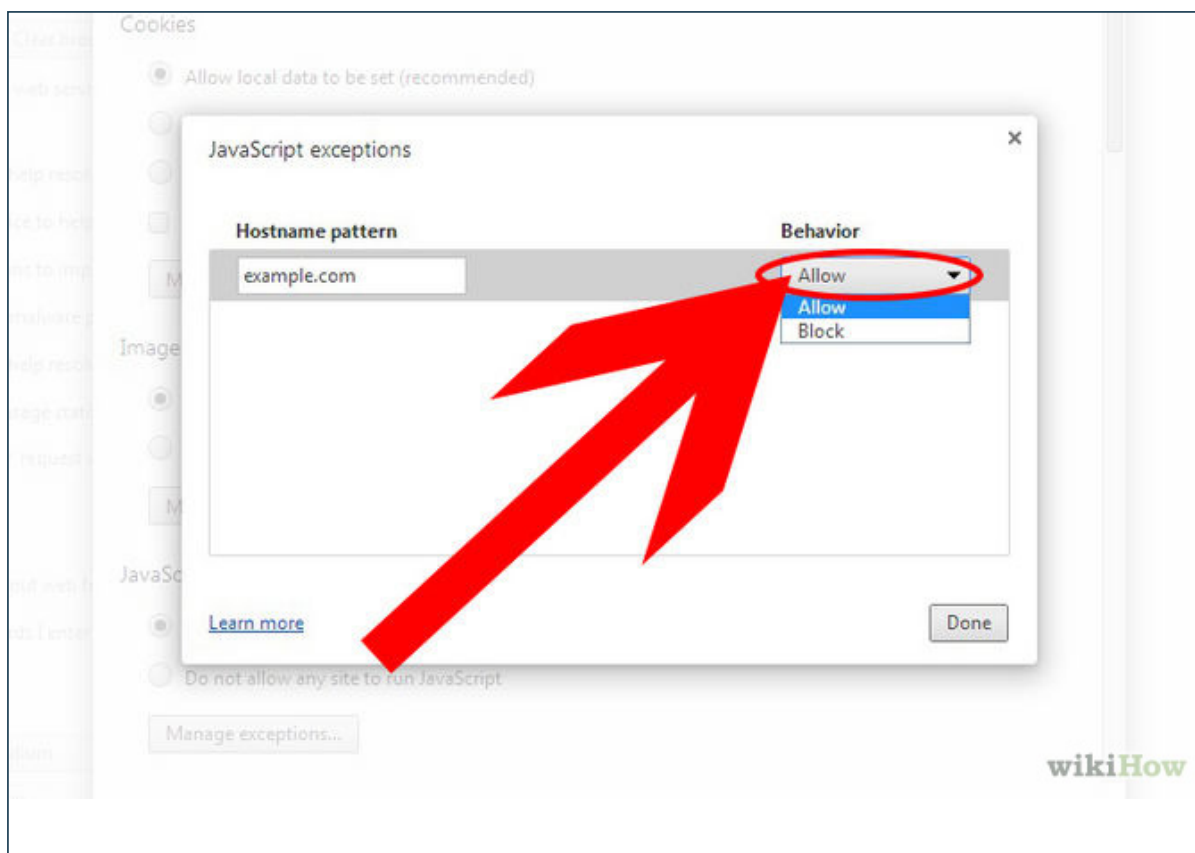 Cookies
Allow local data to be set (recommended)
JavaScript exceptions
×
Hostname pattern Behavior
example.com Allow
Allow
Block
Image
JavaSc
Learn more Done
Do not allow any site to run JavaScript
Manage exceptions...
wikiHow